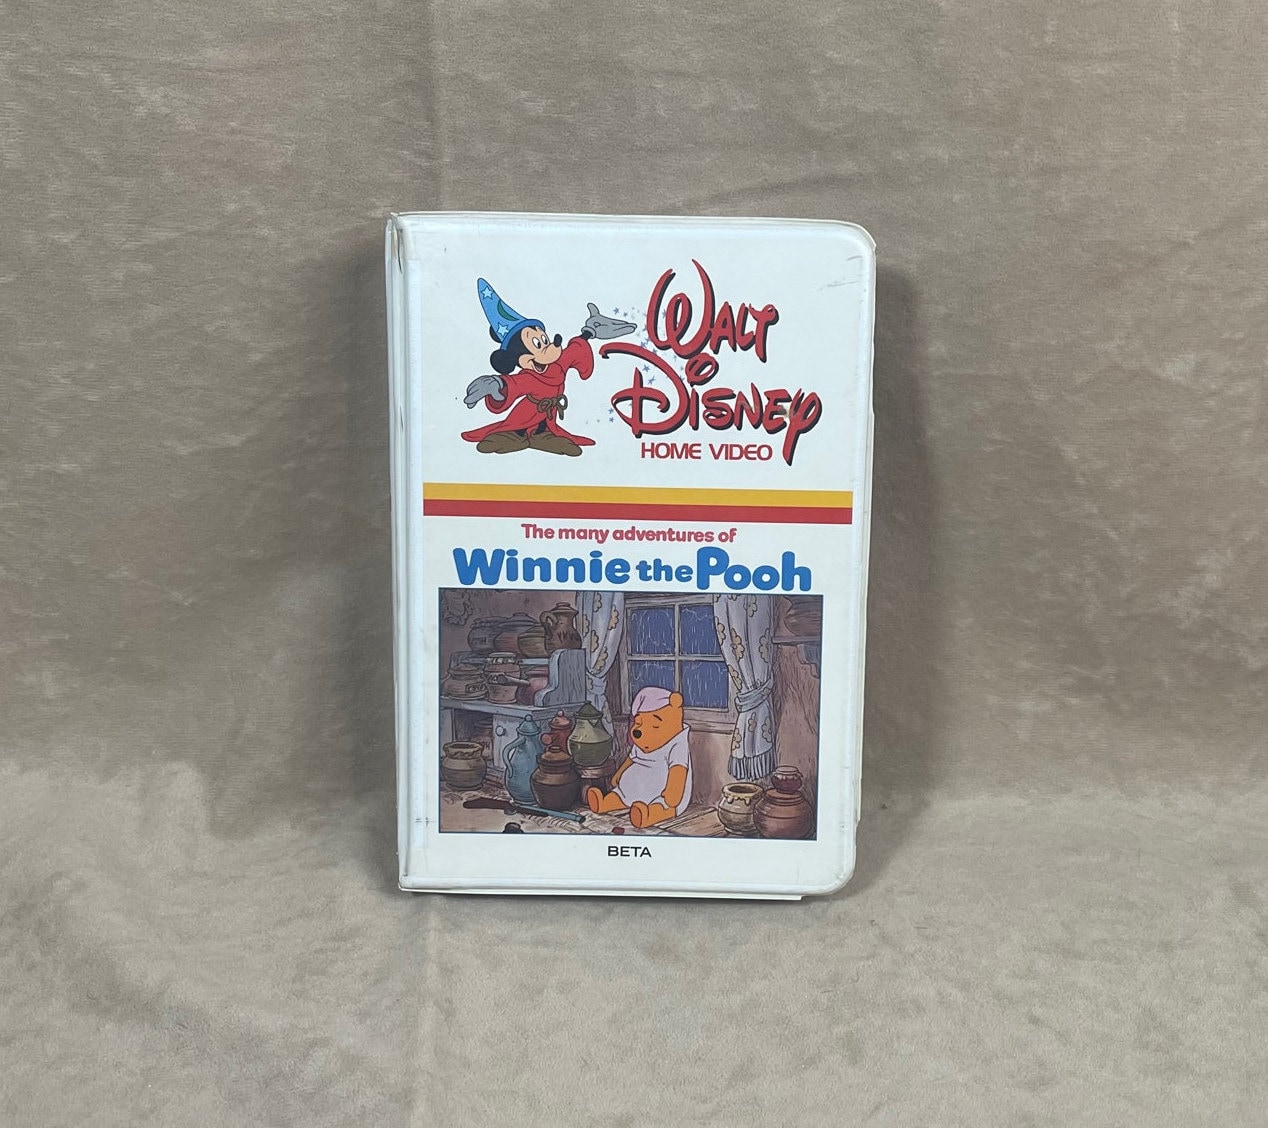 WALT
DISNEY
HOME VIDEO
The many adventures of
Winnie the Pooh
BETA